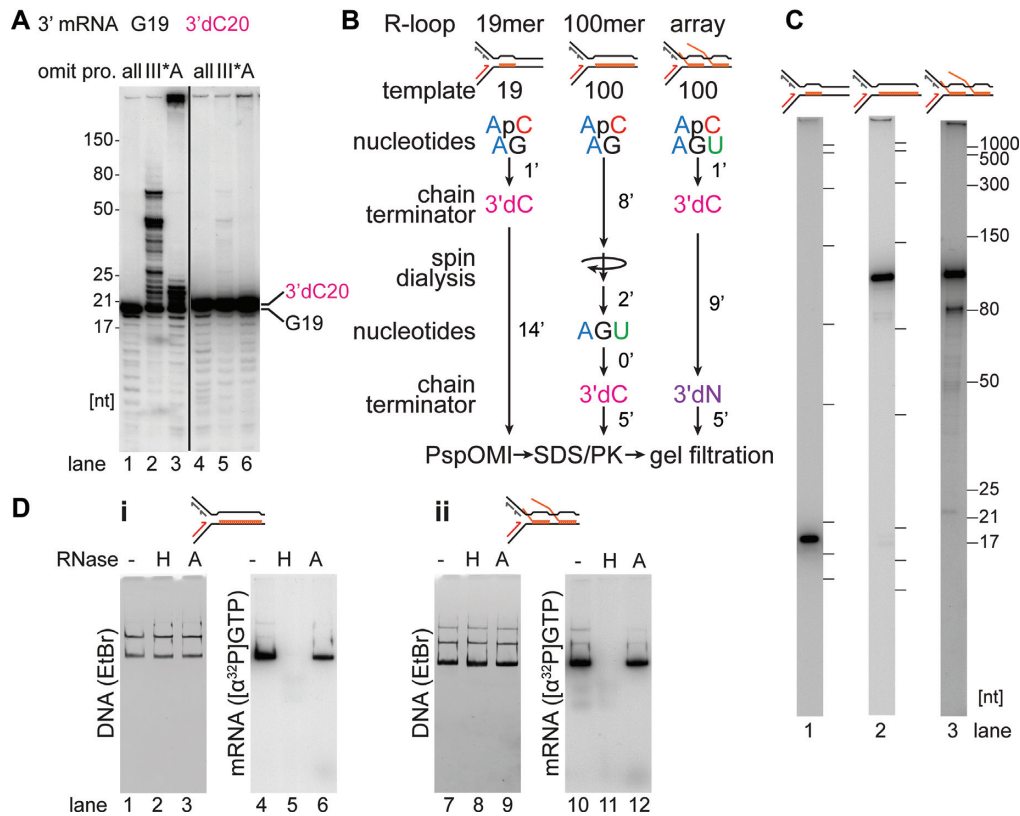 A 3' mRNA G19 3'dC20
omit pro. all III* A all III* A
150
80
50
25
21
17
3'dC20
G19
[nt]
lane 1 2 3 4 5 6
B R-loop 19mer 100mer array
template 19 100 100
nucleotides ApC AG ApC AG ApC AGU
1' 8' 1'
chain terminator 3'dC 3'dC
spin dialysis
2'
14' 9'
nucleotides AGU
0'
chain terminator 3'dC 3'dN
5' 5'
PspOMI→SDS/PK→ gel filtration
C
1000
500
300
150
80
50
25
21
17
[nt]
1 2 3 lane
D i
RNase - H A - H A
DNA (EtBr)
mRNA ([α³²P]GTP)
lane 1 2 3 4 5 6
ii
- H A - H A
DNA (EtBr)
mRNA ([α³²P]GTP)
7 8 9 10 11 12